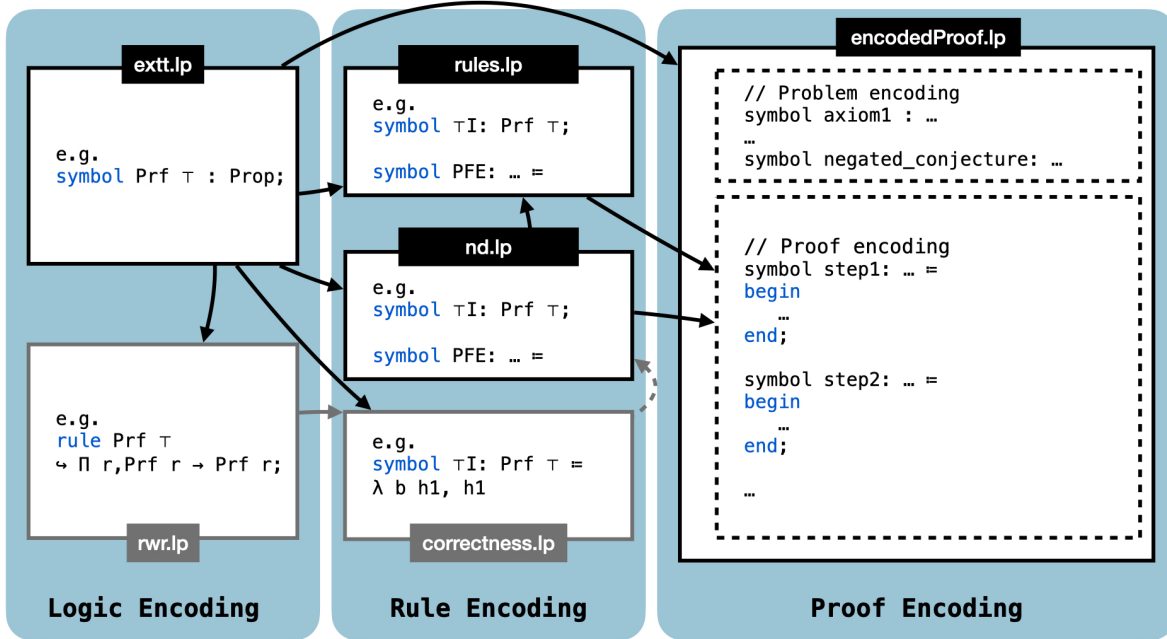 extt.lp
e.g.
symbol Prf ⊤ : Prop;
e.g.
rule Prf ⊤
↪ Π r,Prf r → Prf r;
rwr.lp
Logic Encoding
rules.lp
e.g.
symbol ⊤I: Prf ⊤;
symbol PFE: … ≔
nd.lp
e.g.
symbol ⊤I: Prf ⊤;
symbol PFE: … ≔
e.g.
symbol ⊤I: Prf ⊤ ≔
λ b h1, h1
correctness.lp
Rule Encoding
encodedProof.lp
// Problem encoding
symbol axiom1 : …
…
symbol negated_conjecture: …
// Proof encoding
symbol step1: … ≔
begin
…
end;
symbol step2: … ≔
begin
…
end;
…
Proof Encoding